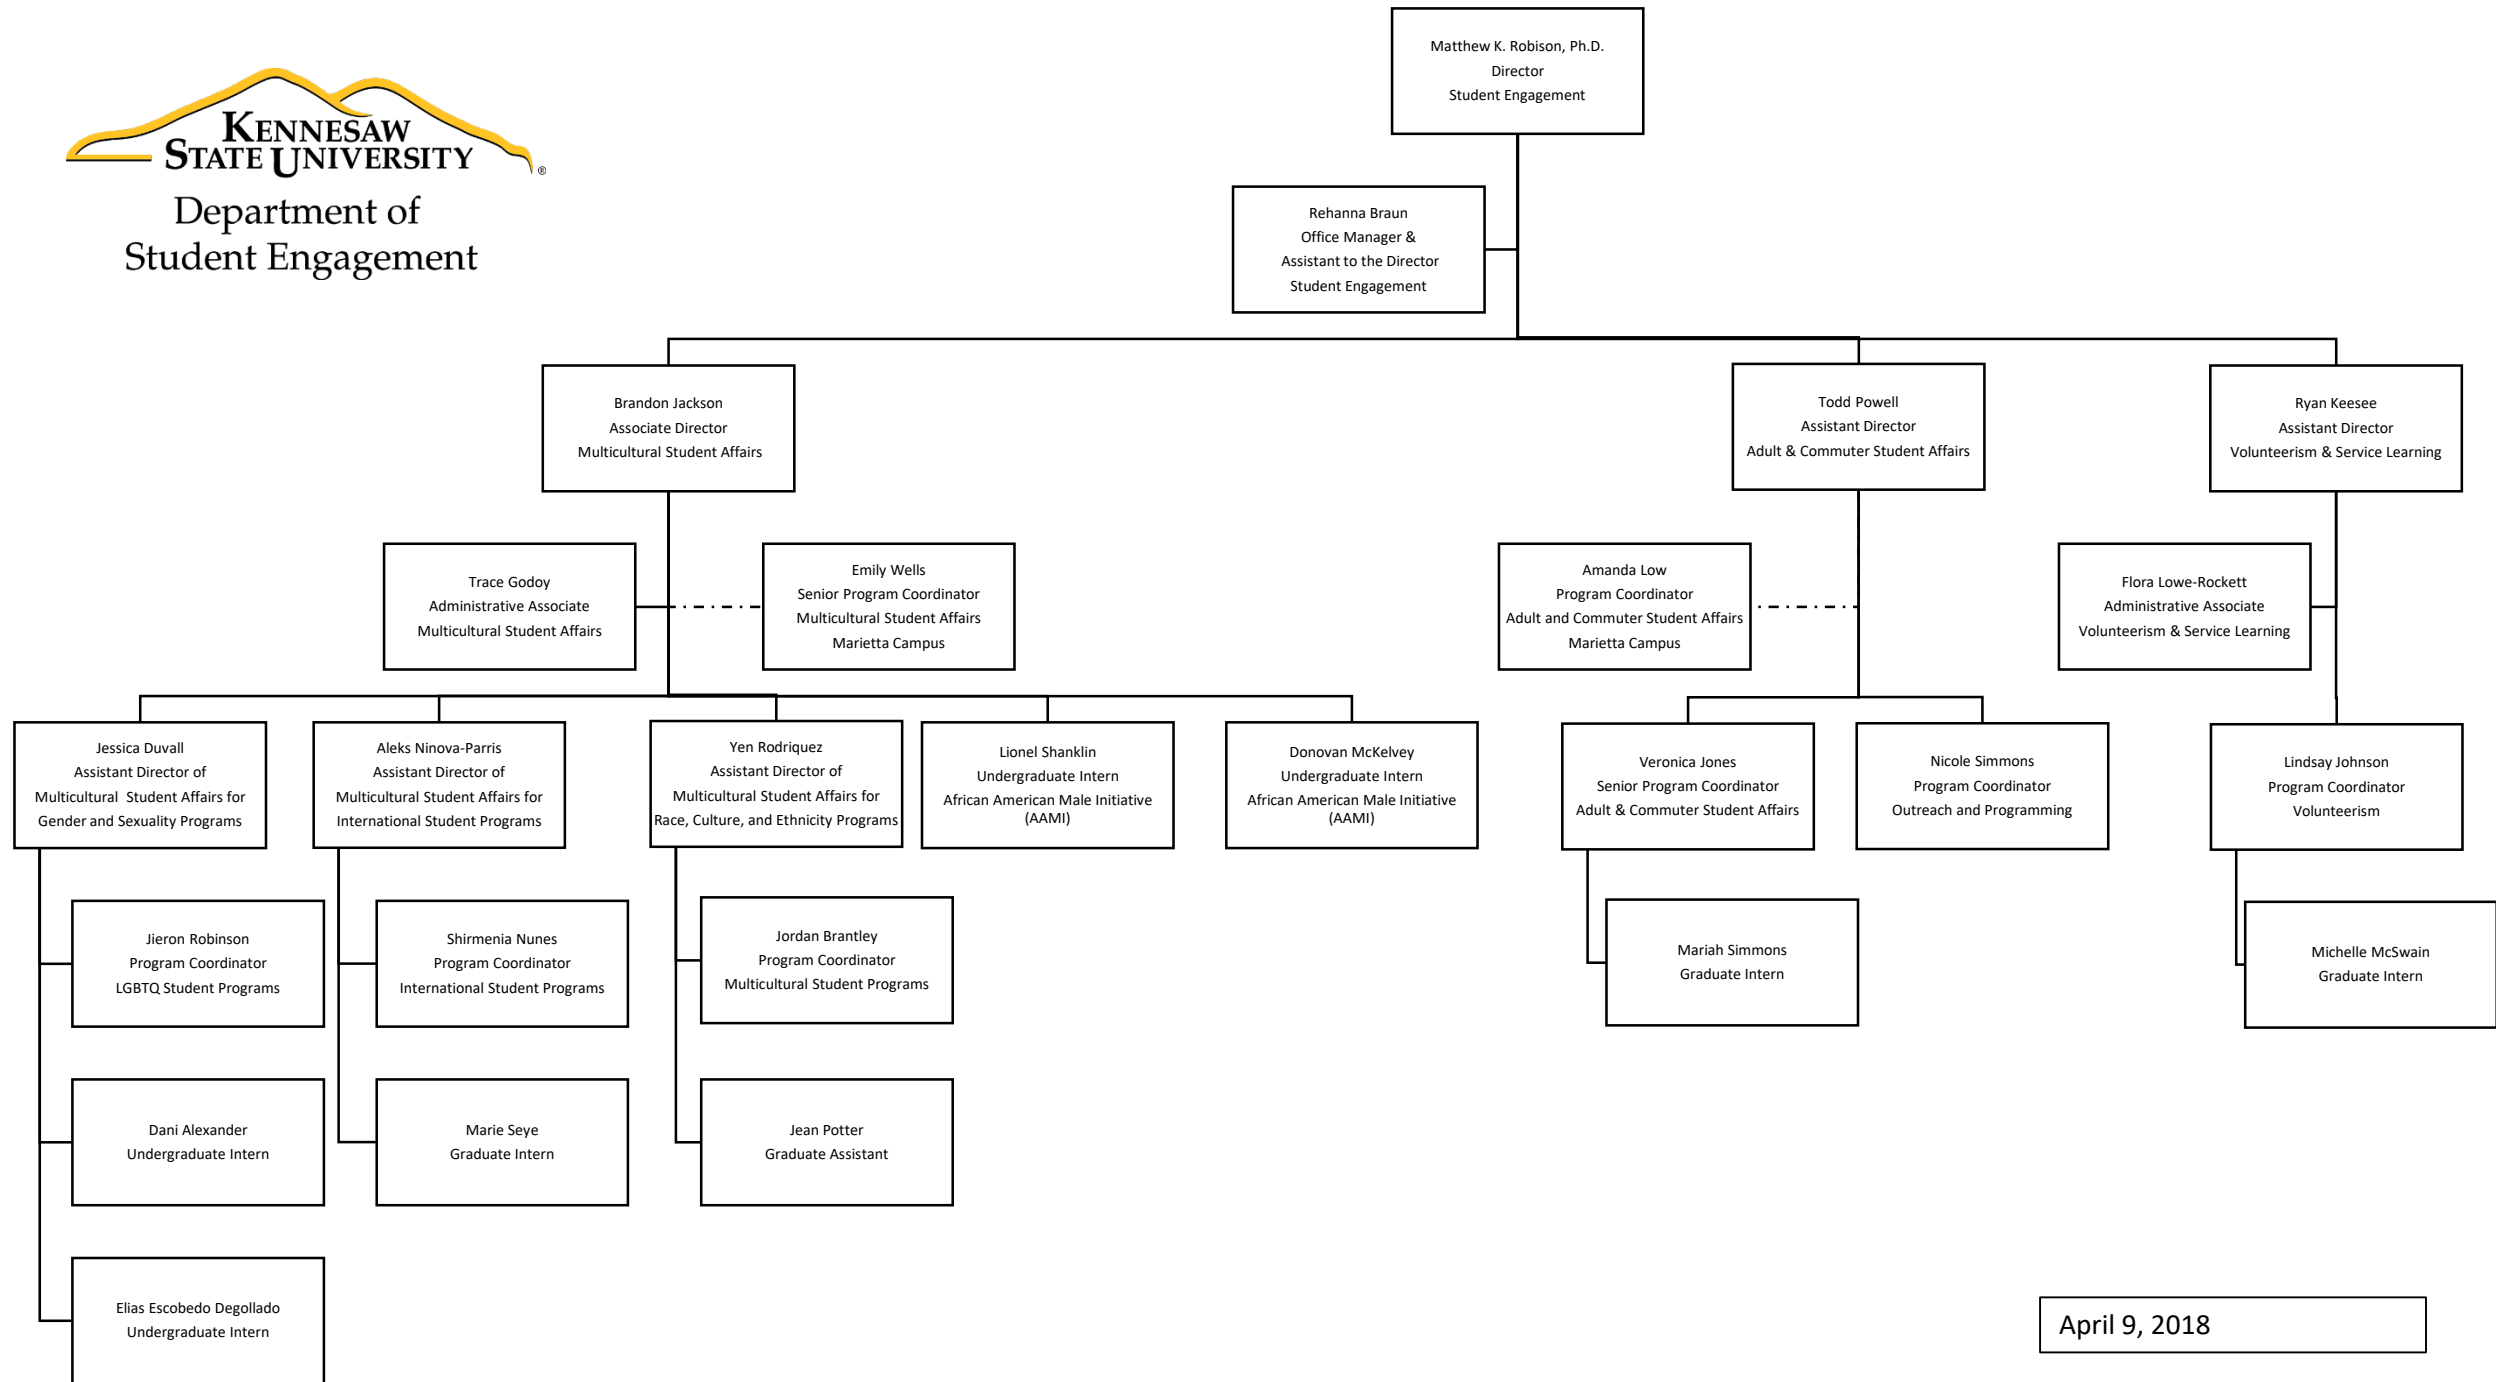 Matthew K. Robison, Ph.D.
Director
Student Engagement
KENNESAW
STATE UNIVERSITY
®
Department of
Student Engagement
Rehanna Braun
Office Manager &
Assistant to the Director
Student Engagement
Brandon Jackson
Associate Director
Multicultural Student Affairs
Todd Powell
Assistant Director
Adult & Commuter Student Affairs
Ryan Keesee
Assistant Director
Volunteerism & Service Learning
Trace Godoy
Administrative Associate
Multicultural Student Affairs
Emily Wells
Senior Program Coordinator
Multicultural Student Affairs
Marietta Campus
Amanda Low
Program Coordinator
Adult and Commuter Student Affairs
Marietta Campus
Flora Lowe-Rockett
Administrative Associate
Volunteerism & Service Learning
Jessica Duvall
Assistant Director of
Multicultural  Student Affairs for
Gender and Sexuality Programs
Aleks Ninova-Parris
Assistant Director of
Multicultural Student Affairs for
International Student Programs
Yen Rodriquez
Assistant Director of
Multicultural Student Affairs for
Race, Culture, and Ethnicity Programs
Lionel Shanklin
Undergraduate Intern
African American Male Initiative
(AAMI)
Donovan McKelvey
Undergraduate Intern
African American Male Initiative
(AAMI)
Veronica Jones
Senior Program Coordinator
Adult & Commuter Student Affairs
Nicole Simmons
Program Coordinator
Outreach and Programming
Lindsay Johnson
Program Coordinator
Volunteerism
Jieron Robinson
Program Coordinator
LGBTQ Student Programs
Shirmenia Nunes
Program Coordinator
International Student Programs
Jordan Brantley
Program Coordinator
Multicultural Student Programs
Mariah Simmons
Graduate Intern
Michelle McSwain
Graduate Intern
Dani Alexander
Undergraduate Intern
Marie Seye
Graduate Intern
Jean Potter
Graduate Assistant
Elias Escobedo Degollado
Undergraduate Intern
April 9, 2018